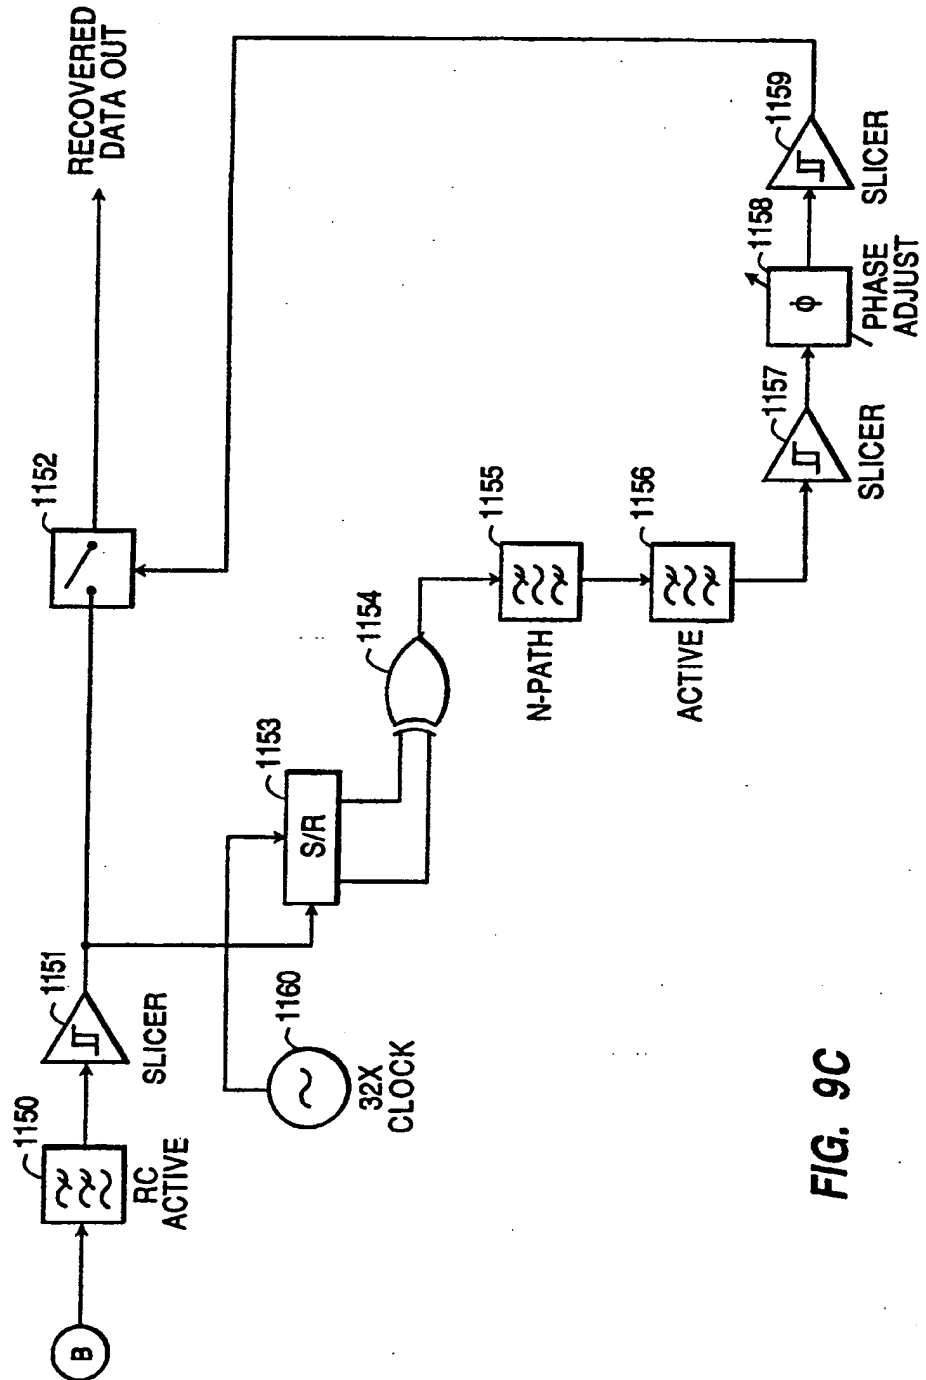 B
1150
RC
ACTIVE
1151
SLICER
1160
32X
CLOCK
1153
S/R
1154
1152
RECOVERED
DATA OUT
1155
N-PATH
1156
ACTIVE
1157
SLICER
1158
ϕ
PHASE
ADJUST
1159
SLICER
FIG. 9C